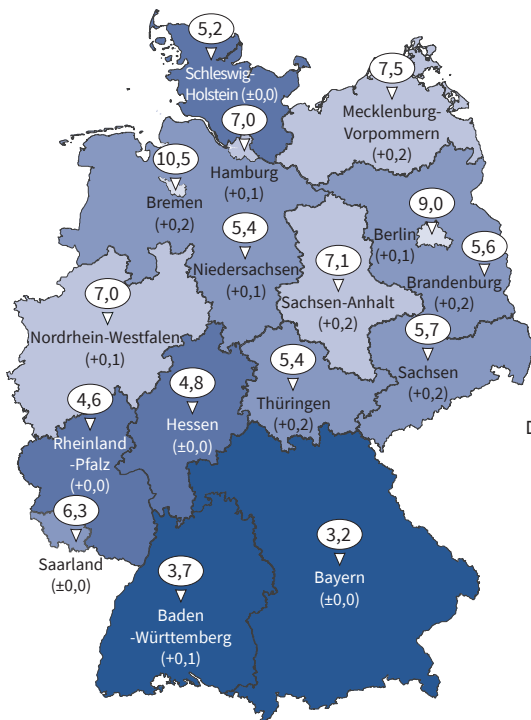 5,2
Schleswig-
Holstein (±0,0)
7,5
Mecklenburg-
Vorpommern
(+0,2)
7,0
Hamburg
(+0,1)
10,5
Bremen
(+0,2)
9,0
Berlin
(+0,1)
5,4
Niedersachsen
(+0,1)
7,1
Sachsen-Anhalt
(+0,2)
5,6
Brandenburg
(+0,2)
7,0
Nordrhein-Westfalen
(+0,1)
5,7
Sachsen
(+0,2)
5,4
Thüringen
(+0,2)
4,8
Hessen
(±0,0)
4,6
Rheinland
-Pfalz
(+0,0)
6,3
Saarland
(±0,0)
3,7
Baden
-Württemberg
(+0,1)
3,2
Bayern
(±0,0)